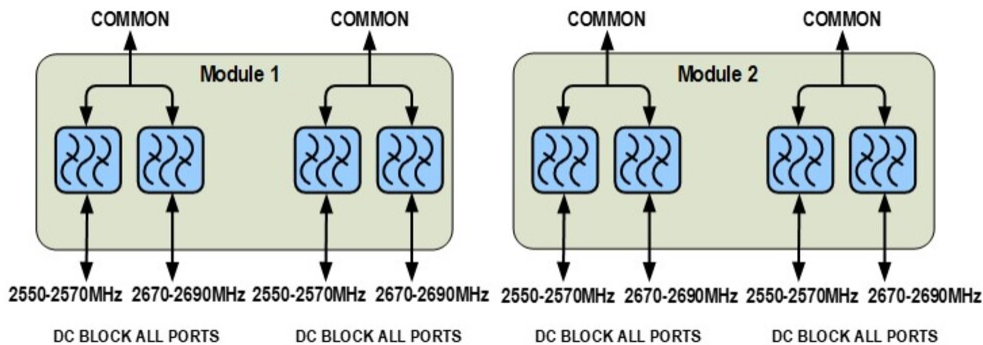 COMMON COMMON COMMON COMMON
Module 1 Module 2
2550-2570MHz 2670-2690MHz 2550-2570MHz 2670-2690MHz 2550-2570MHz 2670-2690MHz 2550-2570MHz 2670-2690MHz
DC BLOCK ALL PORTS DC BLOCK ALL PORTS DC BLOCK ALL PORTS DC BLOCK ALL PORTS